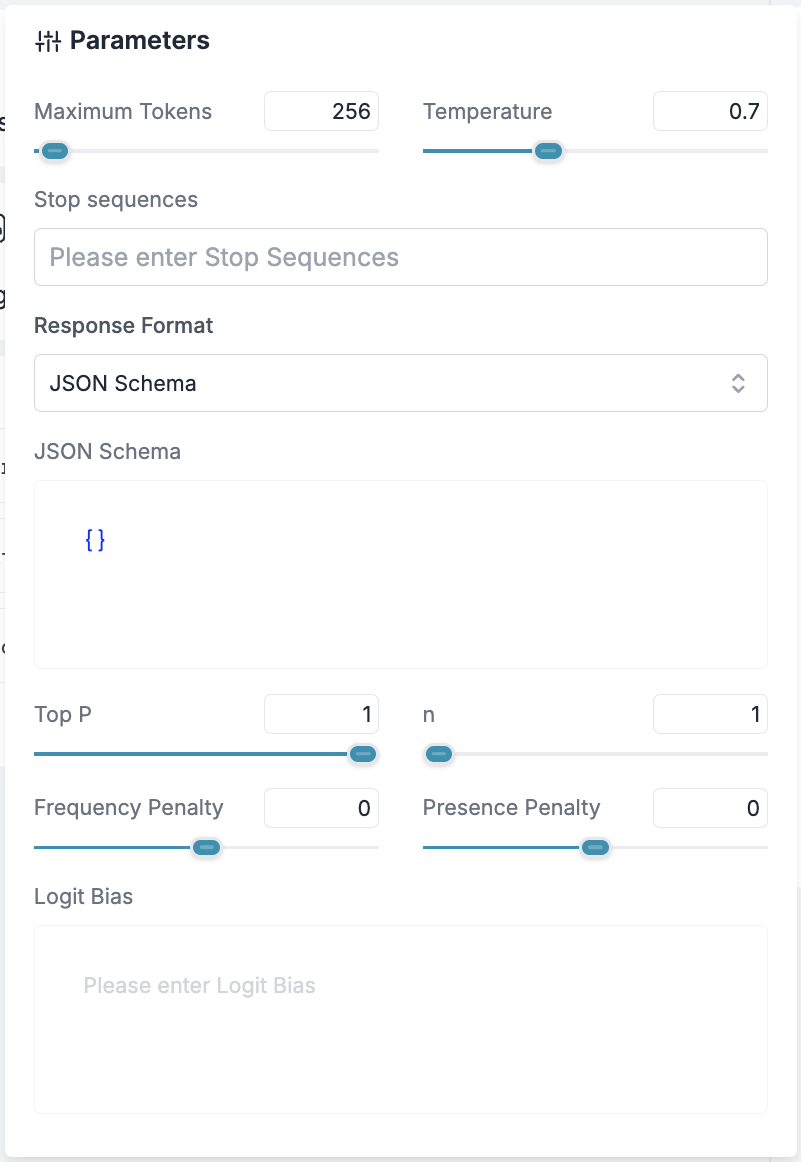 Parameters
Maximum Tokens 256 Temperature 0.7
Stop sequences
Please enter Stop Sequences
Response Format
JSON Schema
JSON Schema
{}
Top P 1 n 1
Frequency Penalty 0 Presence Penalty 0
Logit Bias
Please enter Logit Bias